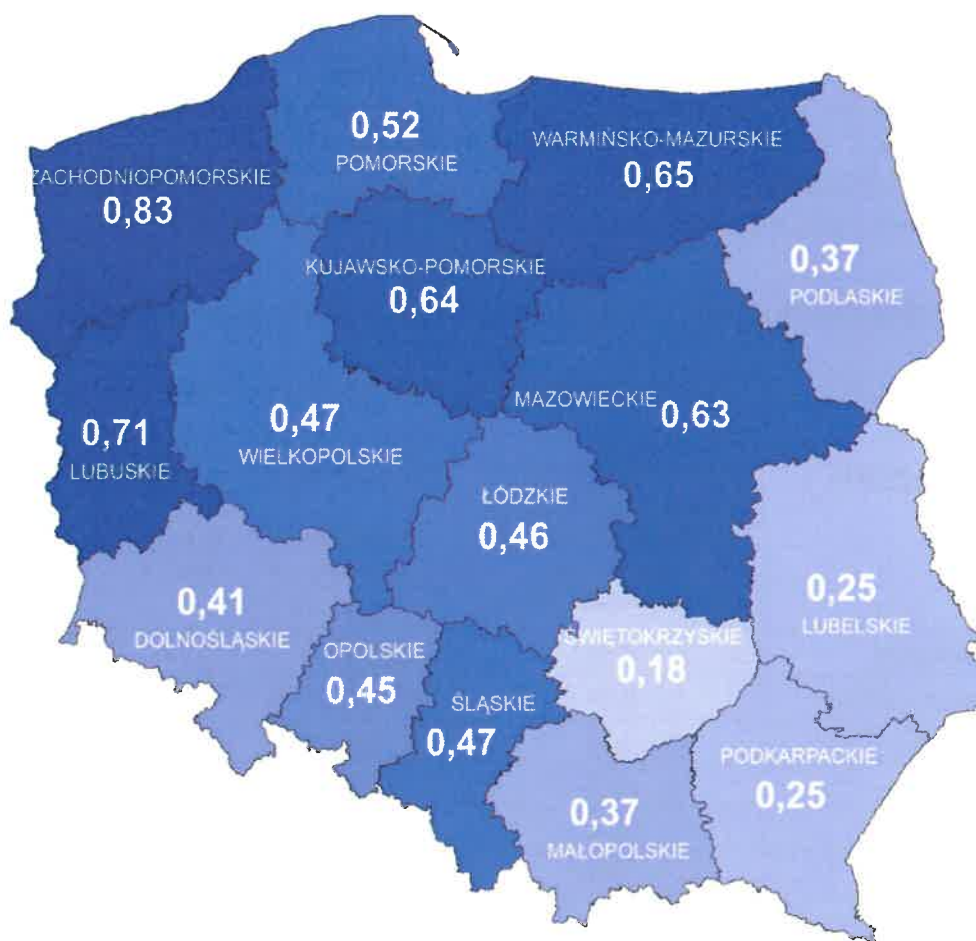 0,52
POMORSKIE
WARMIŃSKO-MAZURSKIE
0,65
ZACHODNIOPOMORSKIE
0,83
0,37
PODLASKIE
KUJAWSKO-POMORSKIE
0,64
MAZOWIECKIE 0,63
0,71
LUBUSKIE
0,47
WIELKOPOLSKIE
ŁÓDZKIE
0,46
0,41
DOLNOŚLĄSKIE
0,25
LUBELSKIE
OPOLSKIE
0,45
ŚWIĘTOKRZYSKIE
0,18
ŚLĄSKIE
0,47
PODKARPACKIE
0,25
0,37
MAŁOPOLSKIE